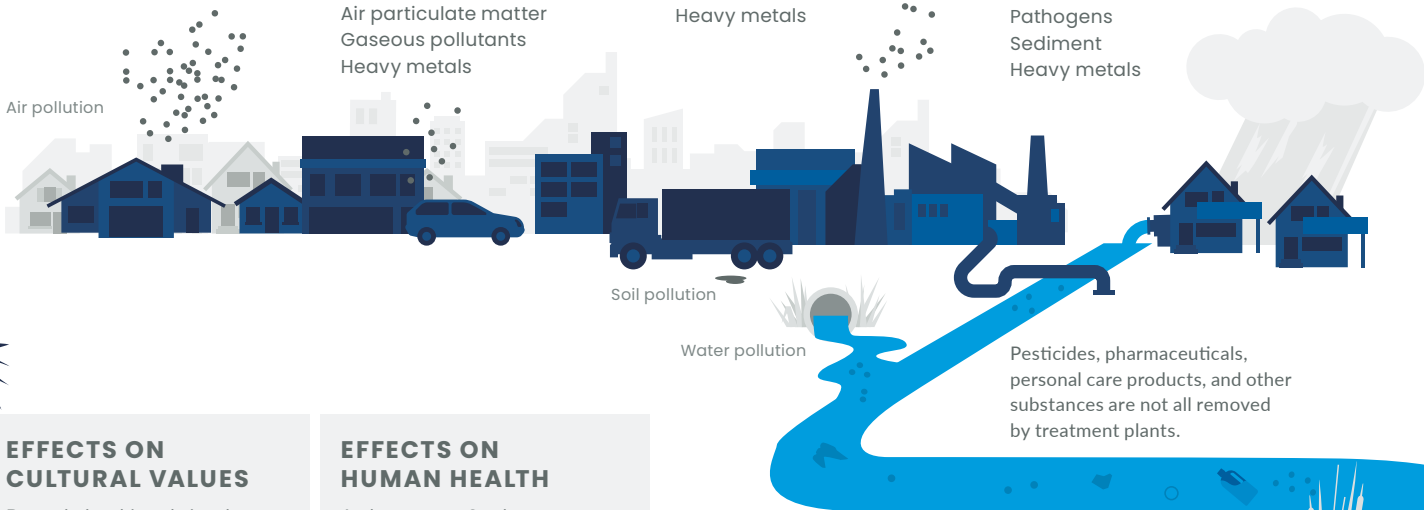 Air particulate matter
Gaseous pollutants
Heavy metals
Heavy metals
Pathogens
Sediment
Heavy metals
Air pollution
Soil pollution
Water pollution
Pesticides, pharmaceuticals,
personal care products, and other
substances are not all removed
by treatment plants.
EFFECTS ON
CULTURAL VALUES
EFFECTS ON
HUMAN HEALTH